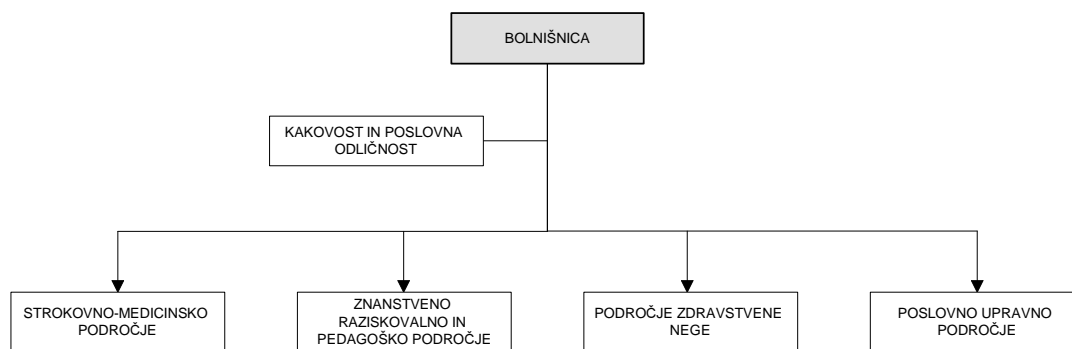 BOLNIŠNICA
KAKOVOST IN POSLOVNA
ODLIČNOST
STROKOVNO-MEDICINSKO
PODROČJE
ZNANSTVENO
RAZISKOVALNO IN
PEDAGOŠKO PODROČJE
PODROČJE ZDRAVSTVENE
NEGE
POSLOVNO UPRAVNO
PODROČJE